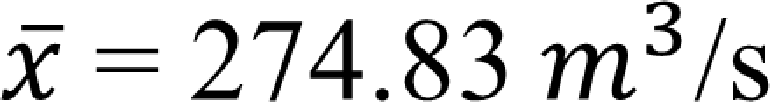 x̄ = 274.83 m³/s